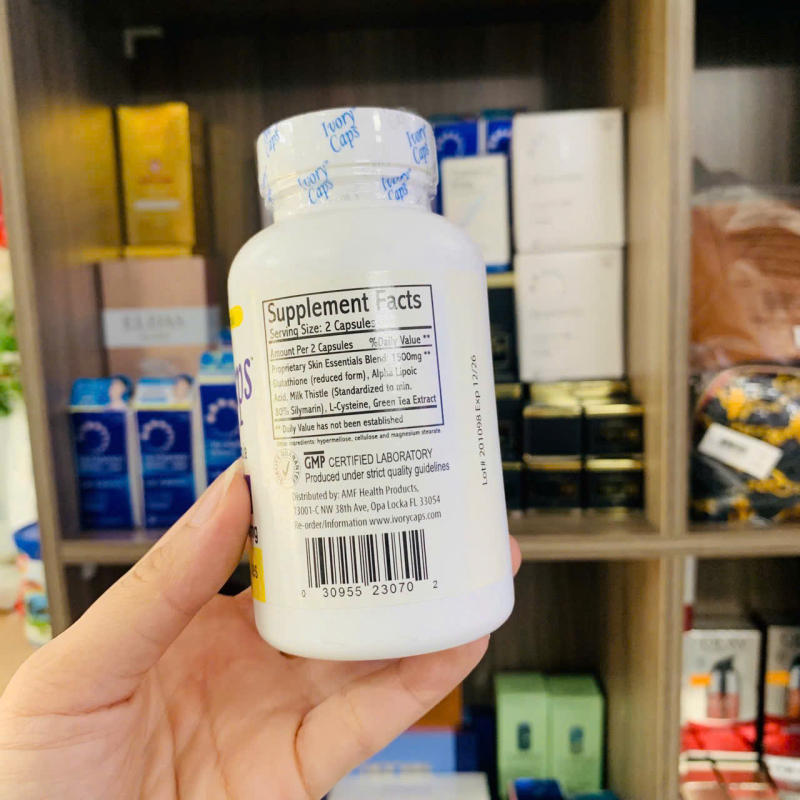 Ivory
Caps
Ivory
Caps
Ivory
Caps
Supplement Facts
Serving Size: 2 Capsules
Amount Per 2 Capsules %Daily Value **
Proprietary Skin Essentials Blend: 1500mg **
Glutathione (reduced form), Alpha Lipoic
Acid, Milk Thistle (Standardized to min.
80% Silymarin), L-Cysteine, Green Tea Extract
** Daily Value has not been established
Other ingredients: hypermellose, cellulose and magnesium stearate.
GMP CERTIFIED LABORATORY
Produced under strict quality guidelines
Distributed by: AMF Health Products,
13001-C NW 38th Ave, Opa Locka FL 33054
Re-order/Information www.ivorycaps.com
0 30955 23070 2
Lot# 201098 Exp 12/26